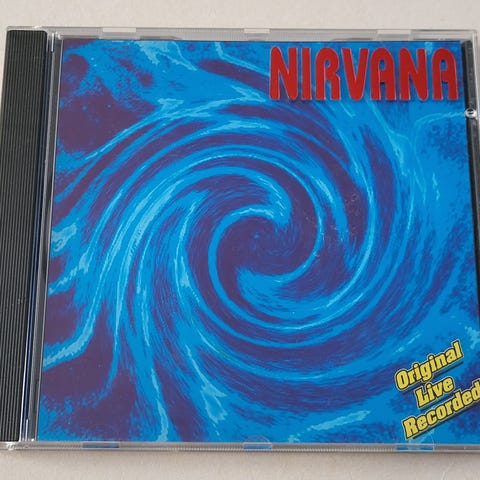 NIRVANA
Original
Live
Recorded